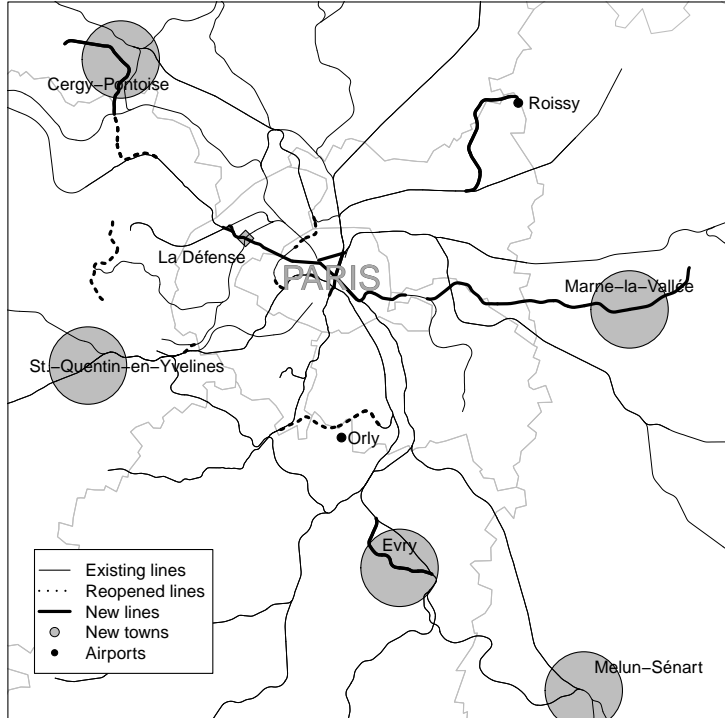 Cergy−Pontoise
Roissy
La Défense
PARIS
Marne−la−Vallée
St.−Quentin−en−Yvelines
Orly
Evry
Existing lines
Reopened lines
New lines
New towns
Airports
Melun−Sénart